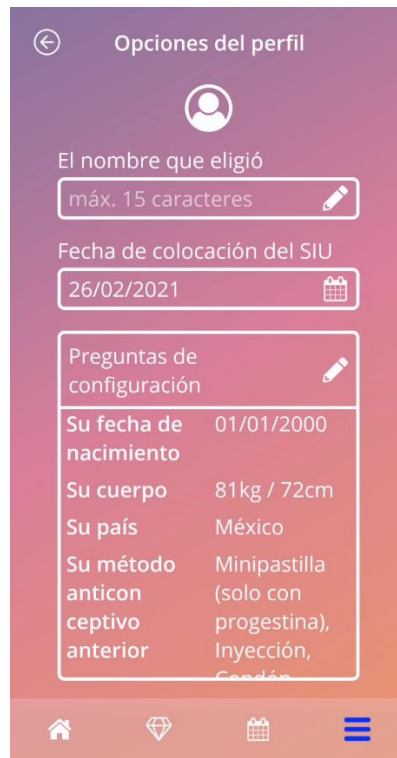 Opciones del perfil
El nombre que eligió
máx. 15 caracteres
Fecha de colocación del SIU
26/02/2021
Preguntas de
configuración
Su fecha de 01/01/2000
nacimiento
Su cuerpo 81kg / 72cm
Su país México
Su método Minipastilla
anticon (solo con
ceptivo progestina),
anterior Inyección,
Condón